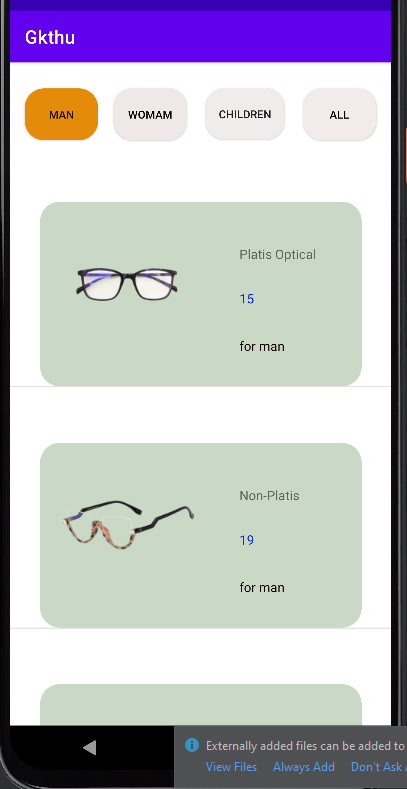 Gkthu
MAN
WOMAM
CHILDREN
ALL
Platis Optical
15
for man
Non-Platis
19
for man
Externally added files can be added to
View Files
Always Add
Don't Ask